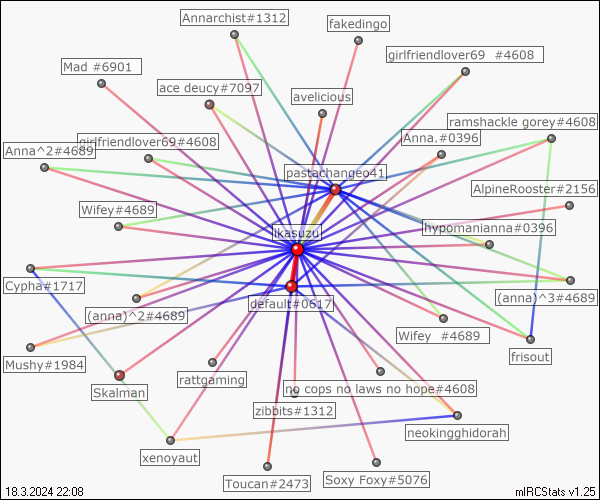 Annarchist#1312
fakedingo
girlfriendlover69 #4608
Mad #6901
ace deucy#7097
avelicious
ramshackle gorey#4608
Anna.#0396
girlfriendlover69#4608
Anna^2#4689
pastachangeo41
AlpineRooster#2156
Wifey#4689
hypomanianna#0396
ikasuzu
Cypha#1717
(anna)^3#4689
default#0617
(anna)^2#4689
Wifey #4689
frisout
Mushy#1984
rattgaming
no cops no laws no hope#4608
Skalman
zibbits#1312
neokingghidorah
xenoyaut
Toucan#2473
Soxy Foxy#5076
18.3.2024 22:08
mIRCStats v1.25